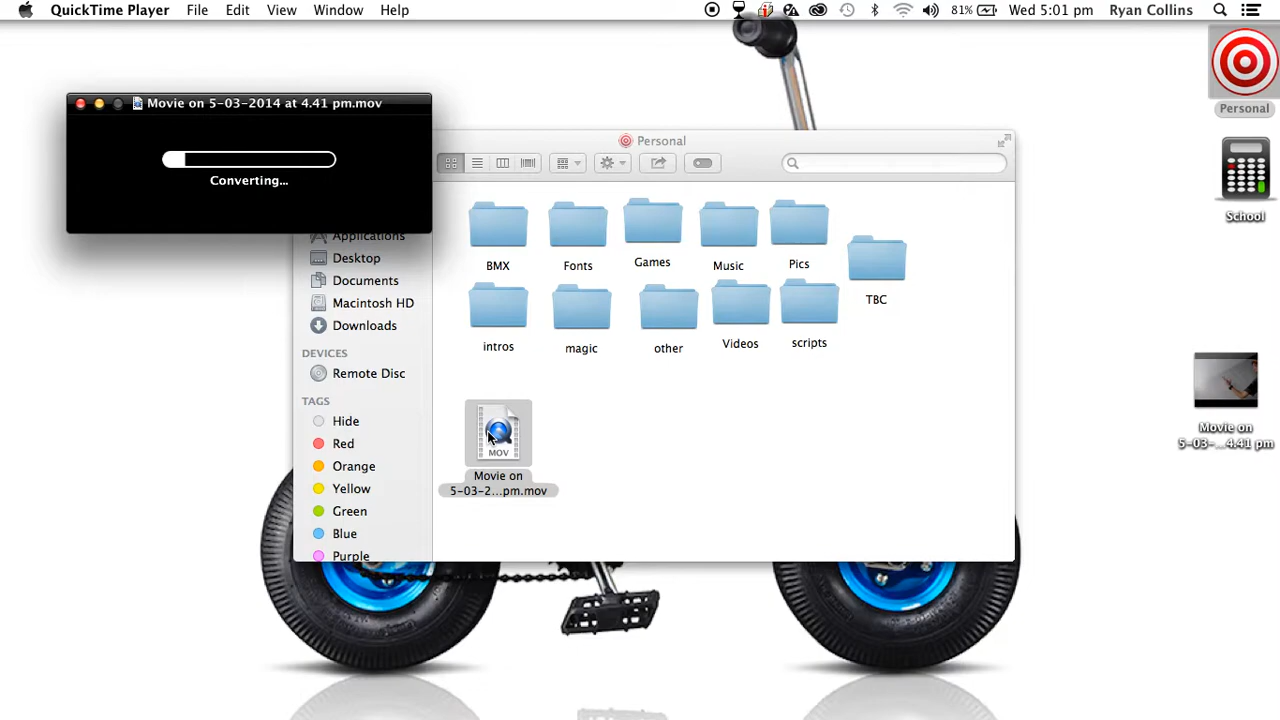 QuickTime Player File Edit View Window Help 81% Wed 5:01 pm Ryan Collins
Movie on 5-03-2014 at 4.41 pm.mov
Converting...
Personal
Applications
Desktop
Documents
Macintosh HD
Downloads
DEVICES
Remote Disc
TAGS
Hide
Red
Orange
Yellow
Green
Blue
Purple
BMX Fonts Games Music Pics
TBC
intros magic other Videos scripts
MOV
Movie on
5-03-2...pm.mov
Personal
School
Movie on
5-03-...4.41 pm